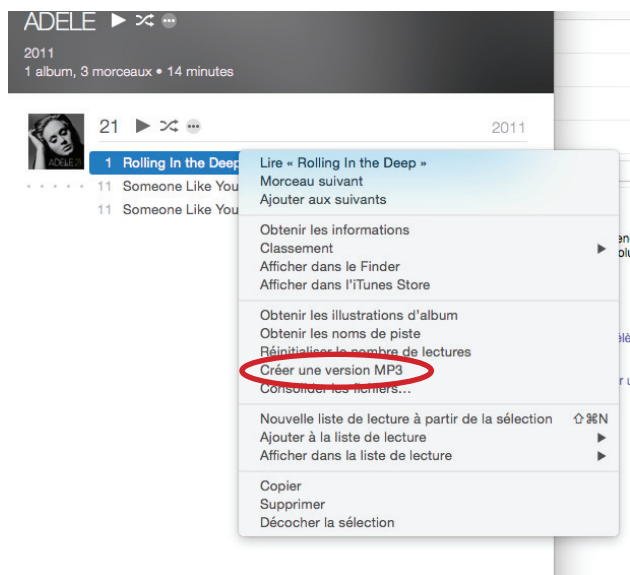 ADELE
2011
1 album, 3 morceaux • 14 minutes
21
2011
ADELE 21
1 Rolling In the Deep
11 Someone Like You
11 Someone Like You
Lire « Rolling In the Deep »
Morceau suivant
Ajouter aux suivants
Obtenir les informations
Classement
Afficher dans le Finder
Afficher dans l'iTunes Store
Obtenir les illustrations d'album
Obtenir les noms de piste
Réinitialiser le nombre de lectures
Créer une version MP3
Consolider les fichiers...
Nouvelle liste de lecture à partir de la sélection ⇧⌘N
Ajouter à la liste de lecture
Afficher dans la liste de lecture
Copier
Supprimer
Décocher la sélection